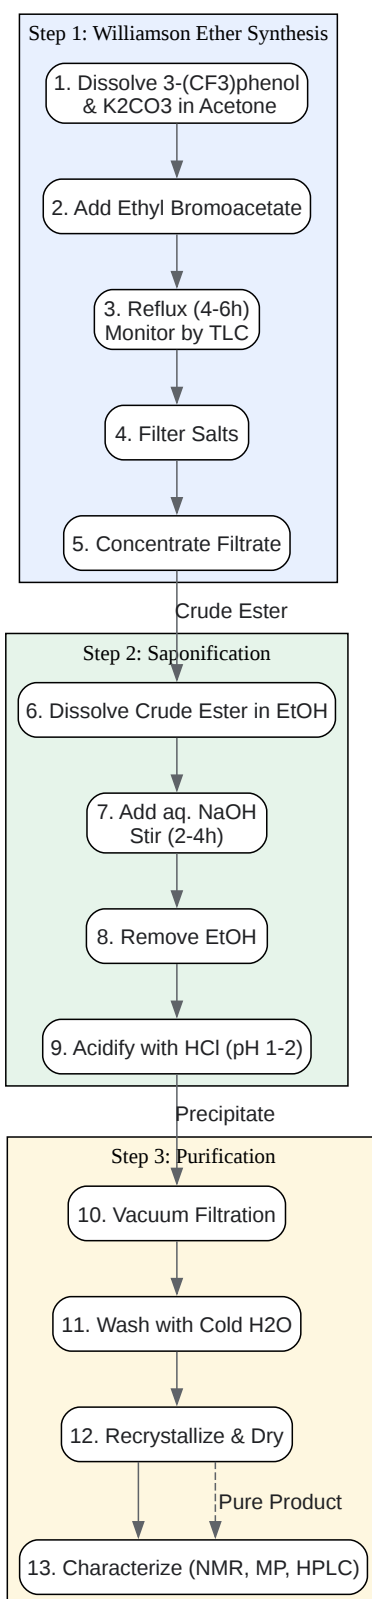 Step 1: Williamson Ether Synthesis
1. Dissolve 3-(CF3)phenol
& K2CO3 in Acetone
2. Add Ethyl Bromoacetate
3. Reflux (4-6h)
Monitor by TLC
4. Filter Salts
5. Concentrate Filtrate
Crude Ester
Step 2: Saponification
6. Dissolve Crude Ester in EtOH
7. Add aq. NaOH
Stir (2-4h)
8. Remove EtOH
9. Acidify with HCl (pH 1-2)
Precipitate
Step 3: Purification
10. Vacuum Filtration
11. Wash with Cold H2O
12. Recrystallize & Dry
Pure Product
13. Characterize (NMR, MP, HPLC)